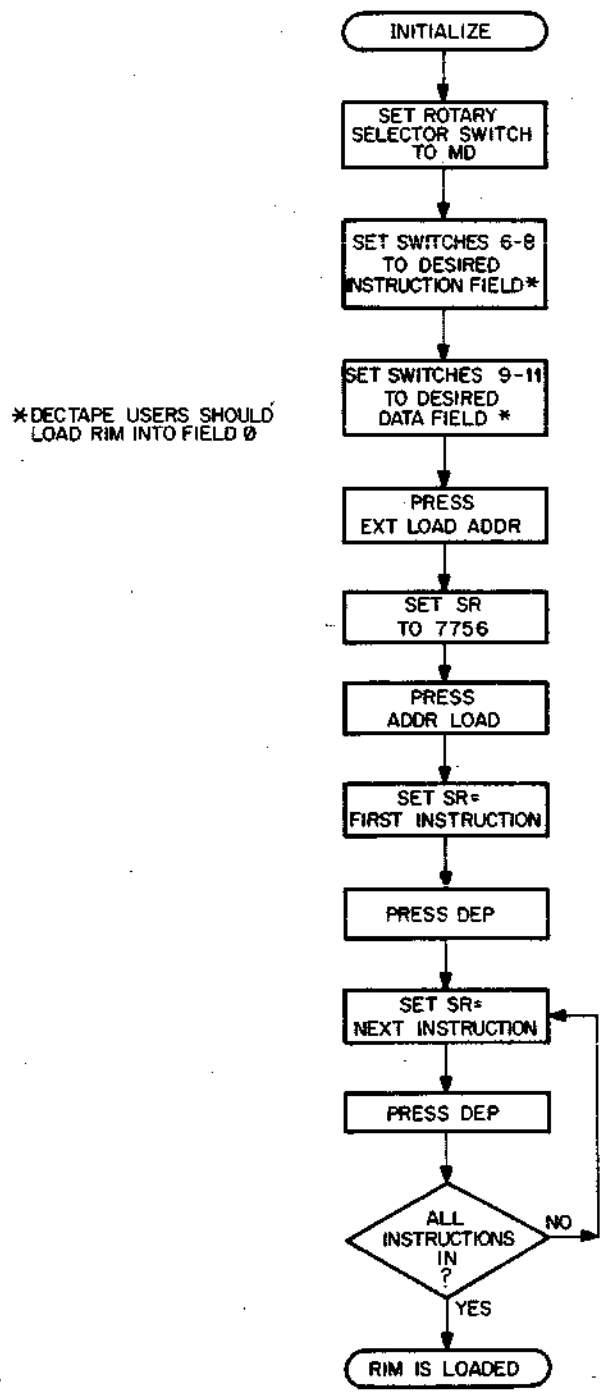 INITIALIZE
SET ROTARY
SELECTOR SWITCH
TO MD
SET SWITCHES 6-8
TO DESIRED
INSTRUCTION FIELD*
SET SWITCHES 9-11
TO DESIRED
DATA FIELD *
*DECTAPE USERS SHOULD
LOAD RIM INTO FIELD Ø
PRESS
EXT LOAD ADDR
SET SR
TO 7756
PRESS
ADDR LOAD
SET SR=
FIRST INSTRUCTION
PRESS DEP
SET SR=
NEXT INSTRUCTION
PRESS DEP
ALL
INSTRUCTIONS
IN
?
NO
YES
RIM IS LOADED